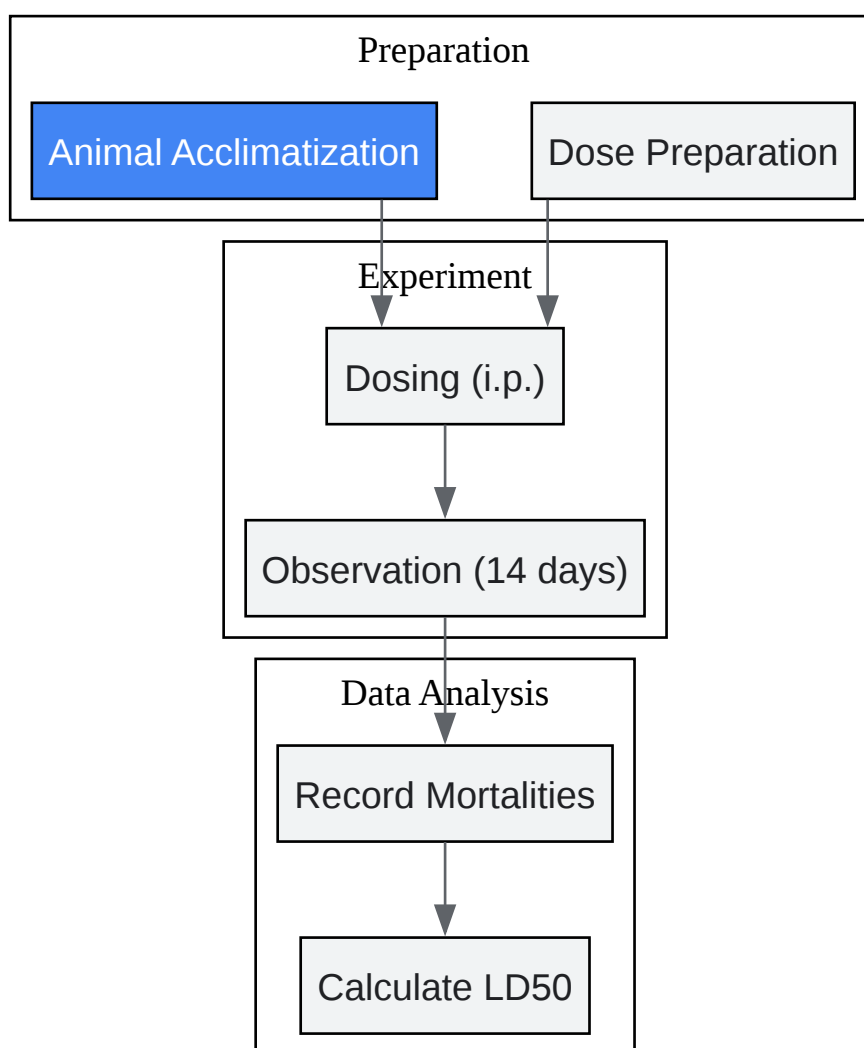 Preparation
Animal Acclimatization
Dose Preparation
Experiment
Dosing (i.p.)
Observation (14 days)
Data Analysis
Record Mortalities
Calculate LD50